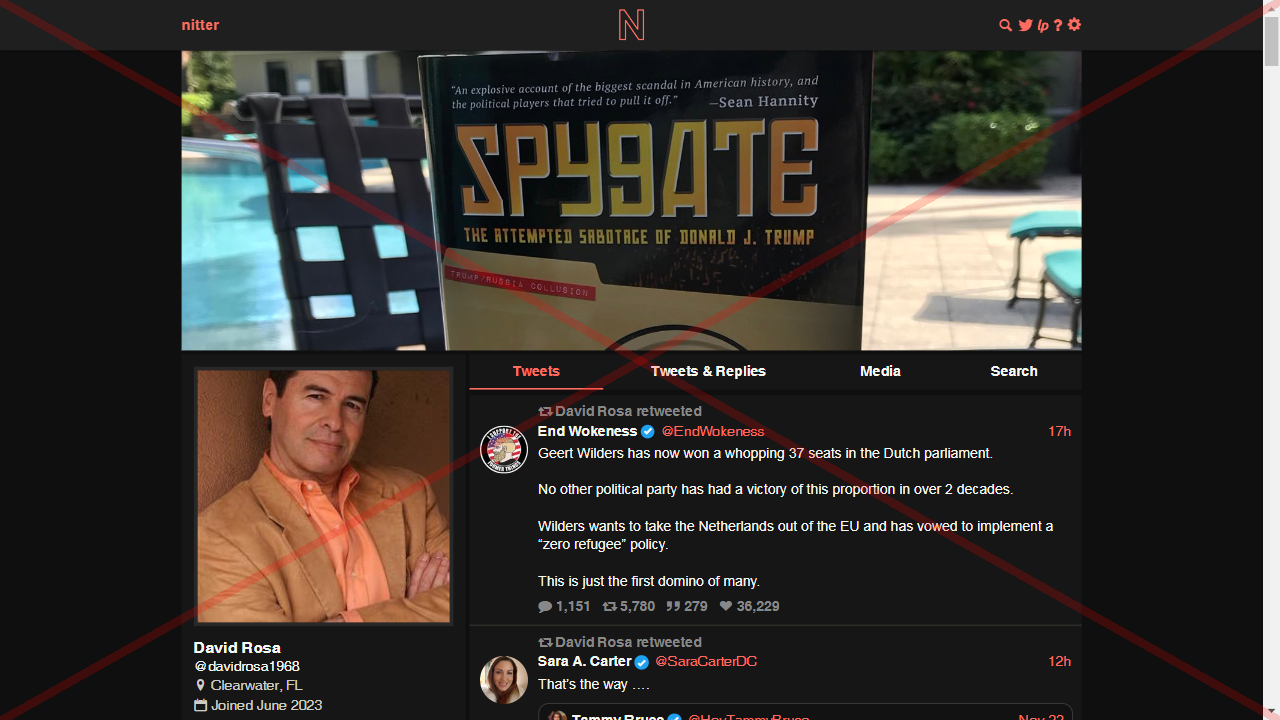 nitter
N
lp ?
“An explosive account of the biggest scandal in American history, and
the political players that tried to pull it off.” —Sean Hannity
SPYGATE
THE ATTEMPTED SABOTAGE OF DONALD J. TRUMP
TRUMP/RUSSIA COLLUSION
Tweets Tweets & Replies Media Search
David Rosa retweeted
End Wokeness @EndWokeness 17h
Geert Wilders has now won a whopping 37 seats in the Dutch parliament.
No other political party has had a victory of this proportion in over 2 decades.
Wilders wants to take the Netherlands out of the EU and has vowed to implement a
“zero refugee” policy.
This is just the first domino of many.
1,151 5,780 279 36,229
David Rosa
@davidrosa1968
Clearwater, FL
Joined June 2023
David Rosa retweeted
Sara A. Carter @SaraCarterDC 12h
That's the way ....
Tammy Bruce @HeyTammyBruce Nov 22